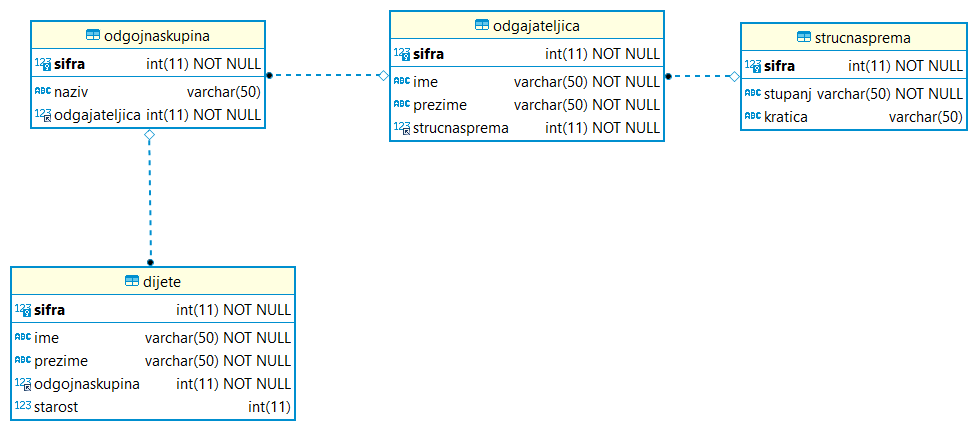 odgojnaskupina
123 sifra int(11) NOT NULL
ABC naziv varchar(50)
123 odgajateljica int(11) NOT NULL
odgajateljica
123 sifra int(11) NOT NULL
ABC ime varchar(50) NOT NULL
ABC prezime varchar(50) NOT NULL
123 strucnasprema int(11) NOT NULL
strucnasprema
123 sifra int(11) NOT NULL
ABC stupanj varchar(50) NOT NULL
ABC kratica varchar(50)
dijete
123 sifra int(11) NOT NULL
ABC ime varchar(50) NOT NULL
ABC prezime varchar(50) NOT NULL
123 odgojnaskupina int(11) NOT NULL
123 starost int(11)